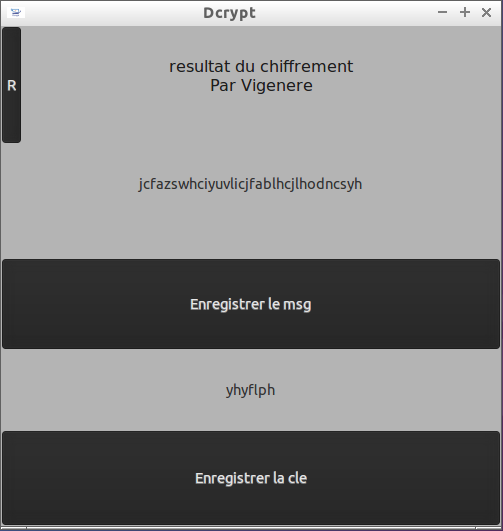 Dcrypt
R
resultat du chiffrement
Par Vigenere
jcfazswhciyuvlicjfablhcjlhodncsyh
Enregistrer le msg
yhyflph
Enregistrer la cle